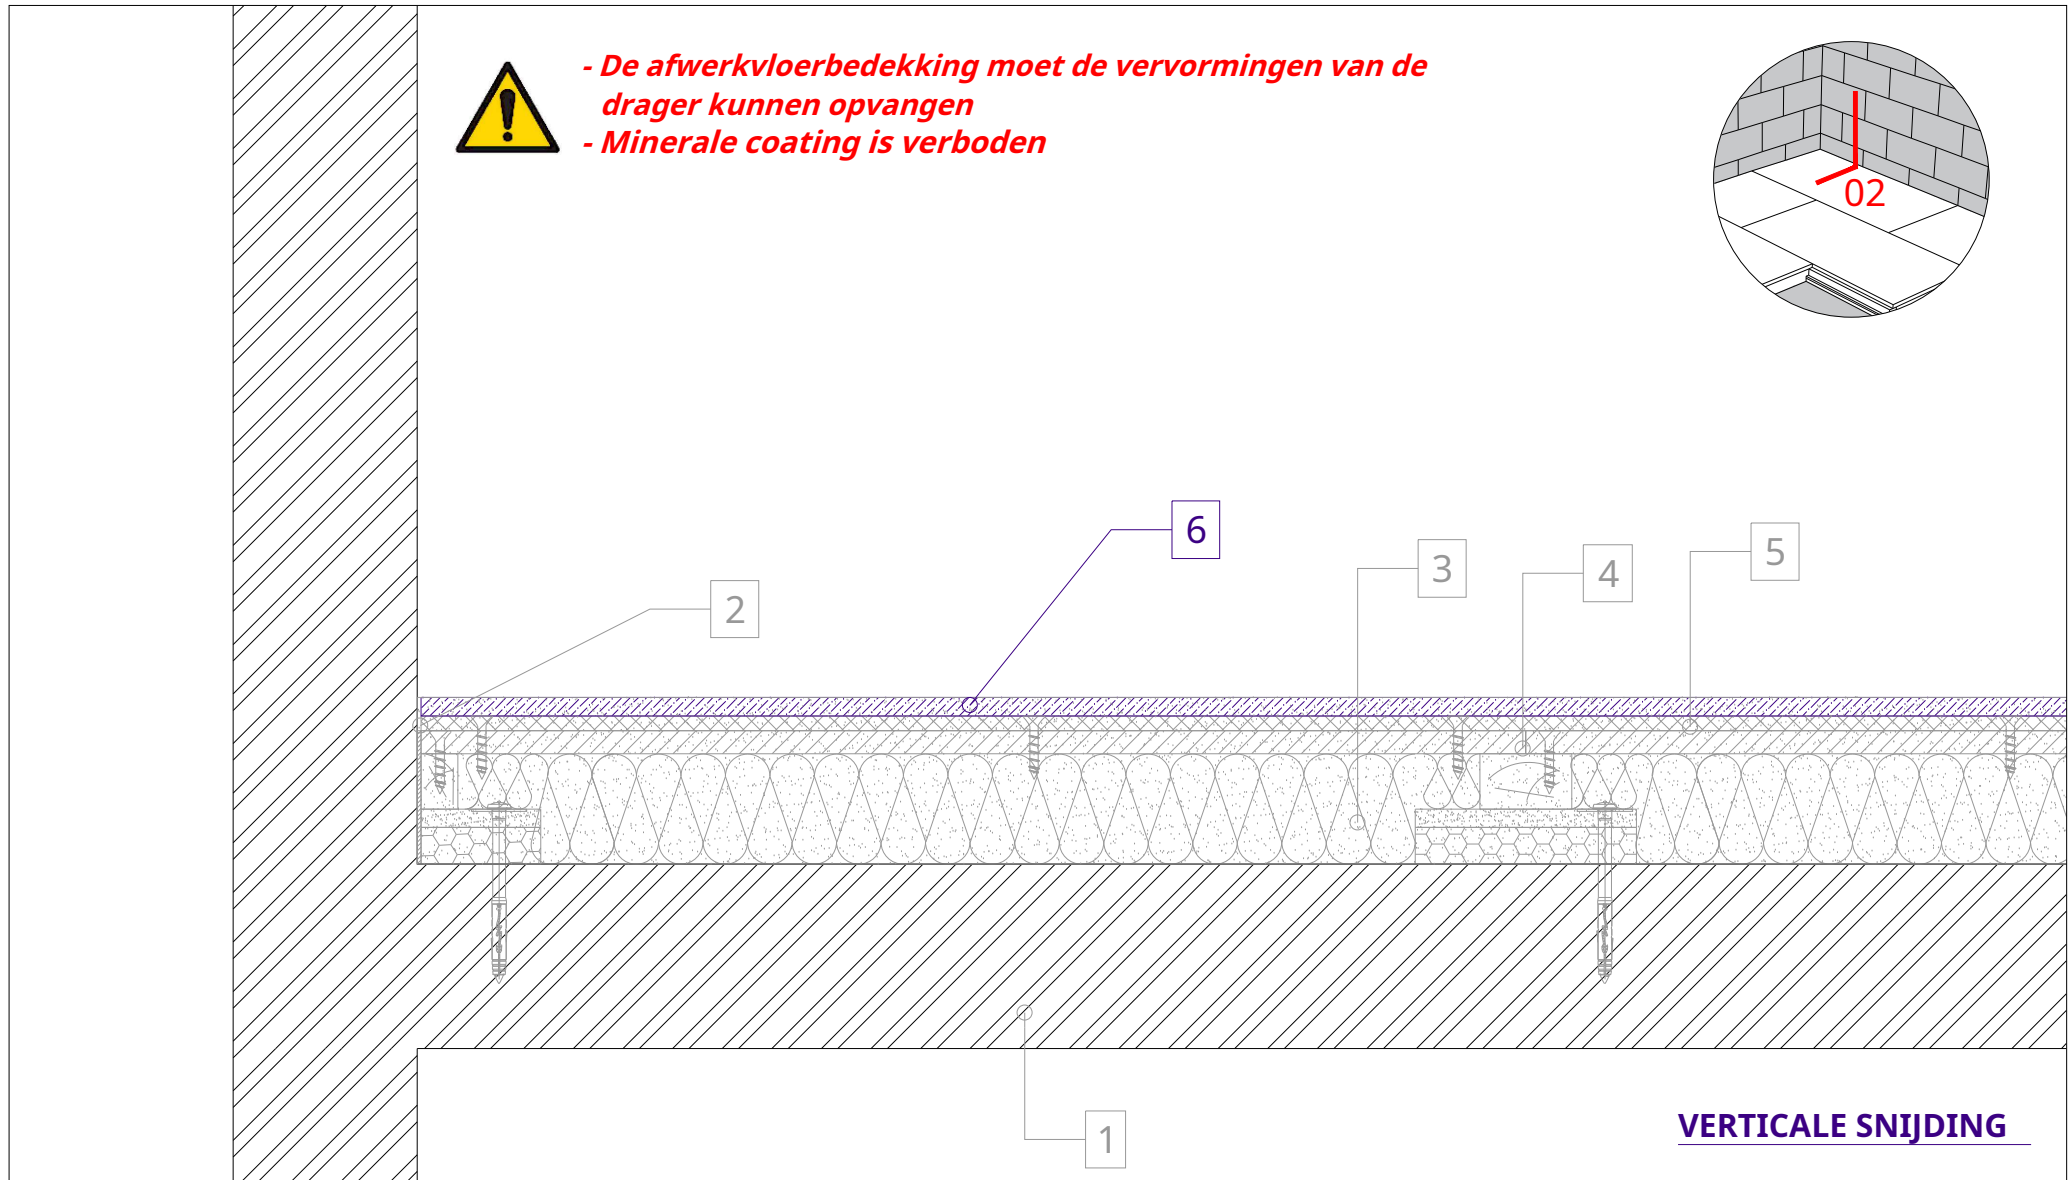 - De afwerkvloerbedekking moet de vervormingen van de
drager kunnen opvangen
- Minerale coating is verboden
02
6
3
4
5
2
1
VERTICALE SNIJDING